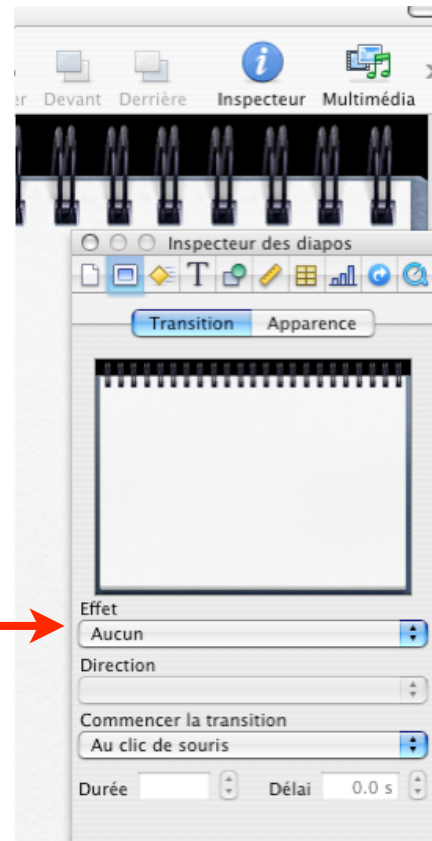 er Devant Derrière Inspecteur Multimédia
Inspecteur des diapos
Transition Apparence
Effet
Aucun
Direction
Commencer la transition
Au clic de souris
Durée Délai 0.0 s